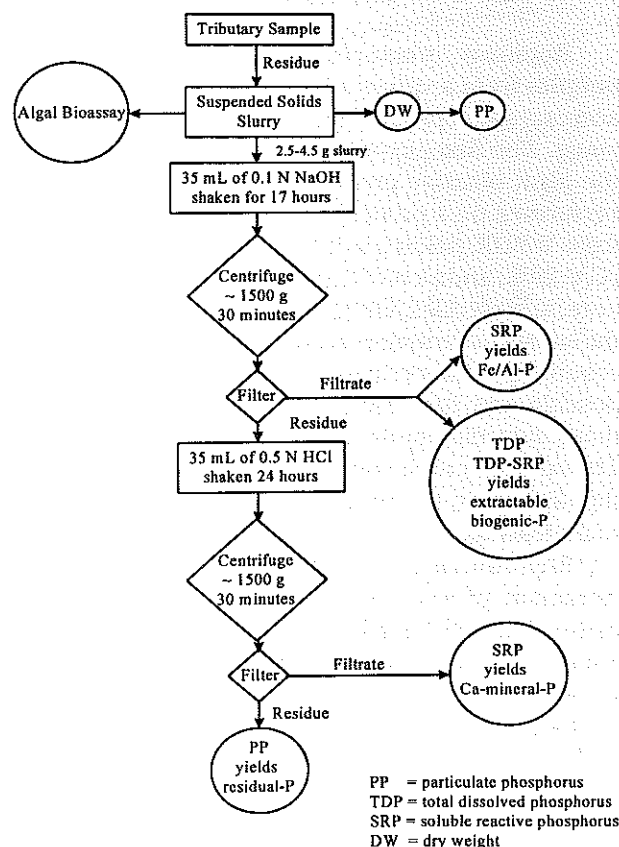 Tributary Sample
Residue
Algal Bioassay
Suspended Solids
Slurry
DW
PP
2.5-4.5 g slurry
35 mL of 0.1 N NaOH
shaken for 17 hours
Centrifuge
~ 1500 g
30 minutes
SRP
yields
Fe/Al-P
Filter
Filtrate
Residue
TDP
TDP-SRP
yields
extractable
biogenic-P
35 mL of 0.5 N HCl
shaken 24 hours
Centrifuge
~ 1500 g
30 minutes
SRP
yields
Ca-mineral-P
Filter
Filtrate
Residue
PP
yields
residual-P
PP = particulate phosphorus
TDP = total dissolved phosphorus
SRP = soluble reactive phosphorus
DW = dry weight